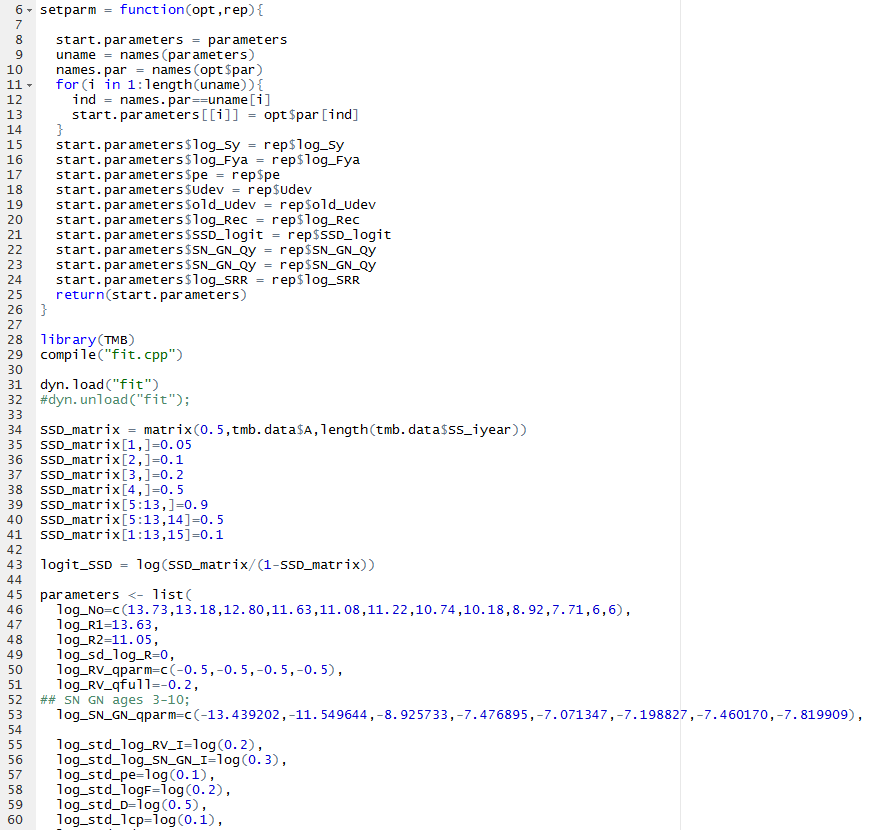 6 setparm = function(opt,rep){
7
8 start.parameters = parameters
9 uname = names(parameters)
10 names.par = names(opt$par)
11 for(i in 1:length(uname)){
12 ind = names.par==uname[i]
13 start.parameters[[i]] = opt$par[ind]
14 }
15 start.parameters$log_Sy = rep$log_Sy
16 start.parameters$log_Fya = rep$log_Fya
17 start.parameters$pe = rep$pe
18 start.parameters$Udev = rep$Udev
19 start.parameters$old_Udev = rep$old_Udev
20 start.parameters$log_Rec = rep$log_Rec
21 start.parameters$SSD_logit = rep$SSD_logit
22 start.parameters$SN_GN_Qy = rep$SN_GN_Qy
23 start.parameters$SN_GN_Qy = rep$SN_GN_Qy
24 start.parameters$log_SRR = rep$log_SRR
25 return(start.parameters)
26 }
27
28 library(TMB)
29 compile("fit.cpp")
30
31 dyn.load("fit")
32 #dyn.unload("fit");
33
34 SSD_matrix = matrix(0.5,tmb.data$A,length(tmb.data$SS_iyear))
35 SSD_matrix[1,]=0.05
36 SSD_matrix[2,]=0.1
37 SSD_matrix[3,]=0.2
38 SSD_matrix[4,]=0.5
39 SSD_matrix[5:13,]=0.9
40 SSD_matrix[5:13,14]=0.5
41 SSD_matrix[1:13,15]=0.1
42
43 logit_SSD = log(SSD_matrix/(1-SSD_matrix))
44
45 parameters <- list(
46 log_No=c(13.73,13.18,12.80,11.63,11.08,11.22,10.74,10.18,8.92,7.71,6,6),
47 log_R1=13.63,
48 log_R2=11.05,
49 log_sd_log_R=0,
50 log_RV_qparm=c(-0.5,-0.5,-0.5,-0.5),
51 log_RV_qfull=-0.2,
52 ## SN GN ages 3-10;
53 log_SN_GN_qparm=c(-13.439202,-11.549644,-8.925733,-7.476895,-7.071347,-7.198827,-7.460170,-7.819909),
54
55 log_std_log_RV_I=log(0.2),
56 log_std_log_SN_GN_I=log(0.3),
57 log_std_pe=log(0.1),
58 log_std_logF=log(0.2),
59 log_std_D=log(0.5),
60 log_std_lcp=log(0.1),